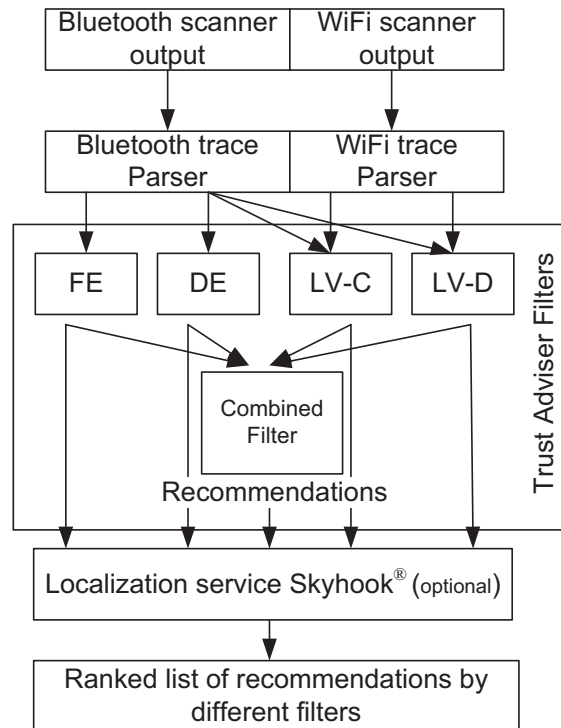 Bluetooth scanner
output
WiFi scanner
output
Bluetooth trace
Parser
WiFi trace
Parser
FE
DE
LV-C
LV-D
Trust Adviser Filters
Combined
Filter
Recommendations
Localization service Skyhook® (optional)
Ranked list of recommendations by
different filters